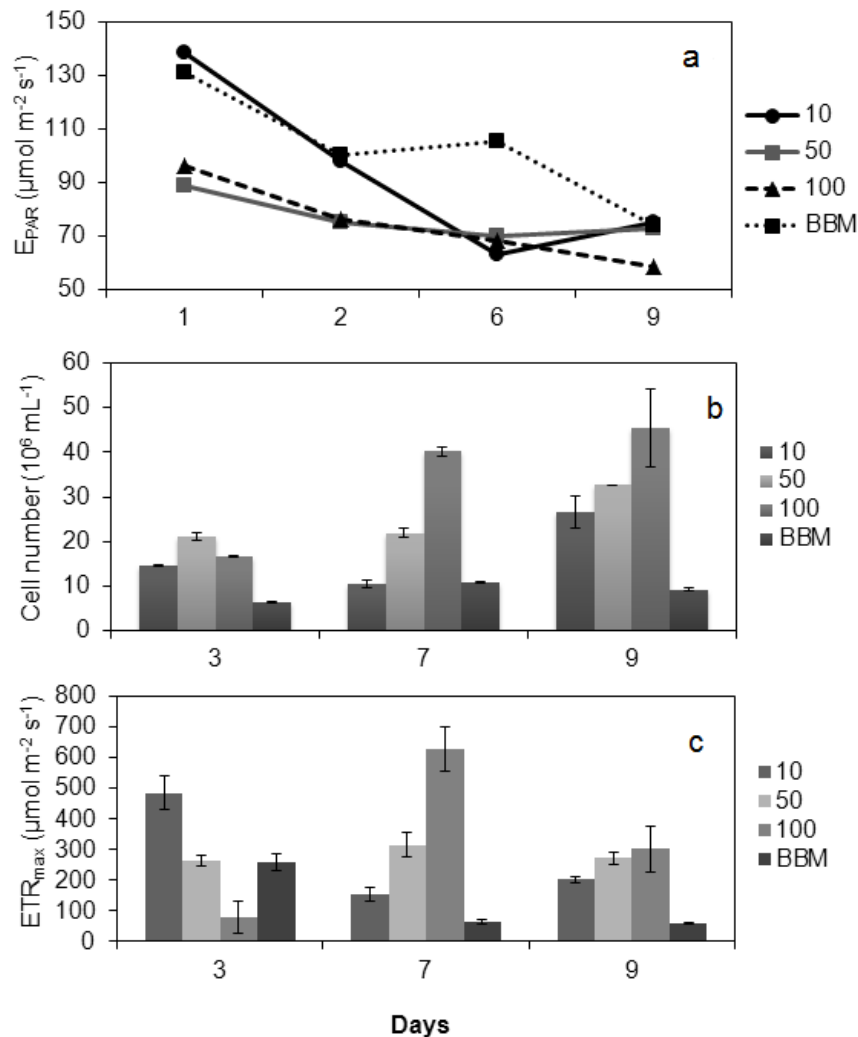 150
130
110
90
70
50
E_PAR (µmol m⁻² s⁻¹)
a
10
50
100
BBM
1 2 6 9
60
50
40
30
20
10
0
Cell number (10⁶ mL⁻¹)
b
10
50
100
BBM
3 7 9
800
700
600
500
400
300
200
100
0
ETR_max (µmol m⁻² s⁻¹)
c
10
50
100
BBM
3 7 9
Days